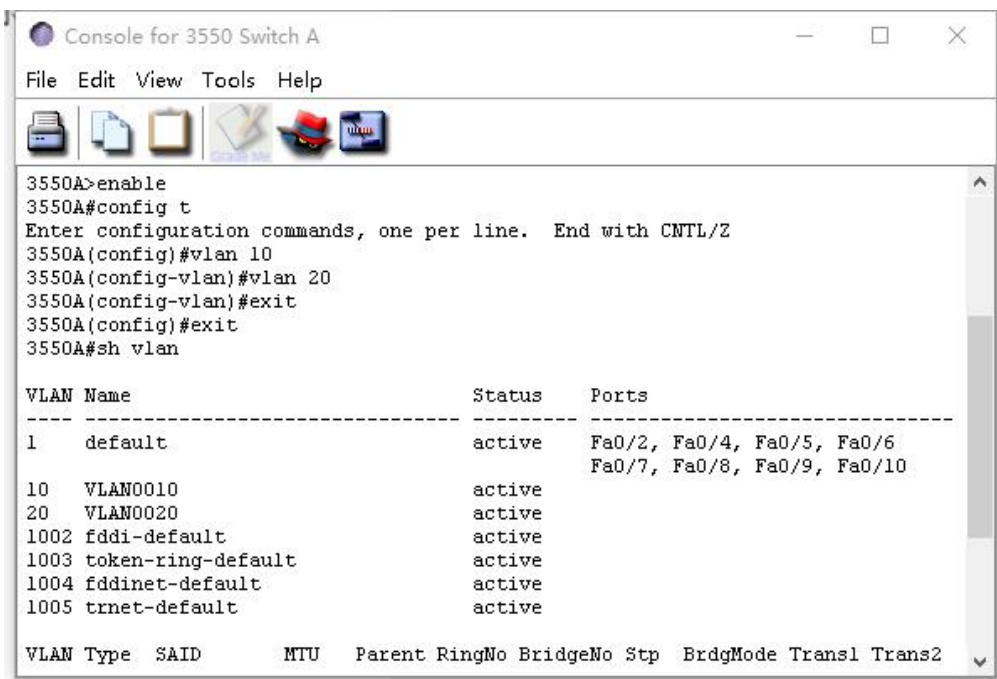 Console for 3550 Switch A
File Edit View Tools Help
Grade Me
3550A>enable
3550A#config t
Enter configuration commands, one per line.  End with CNTL/Z
3550A(config)#vlan 10
3550A(config-vlan)#vlan 20
3550A(config-vlan)#exit
3550A(config)#exit
3550A#sh vlan
VLAN Name                             Status    Ports
---- -------------------------------- --------- -------------------------------
1    default                          active    Fa0/2, Fa0/4, Fa0/5, Fa0/6
                                                Fa0/7, Fa0/8, Fa0/9, Fa0/10
10   VLAN0010                         active
20   VLAN0020                         active
1002 fddi-default                     active
1003 token-ring-default               active
1004 fddinet-default                  active
1005 trnet-default                    active
VLAN Type  SAID       MTU   Parent RingNo BridgeNo Stp  BrdgMode Trans1 Trans2